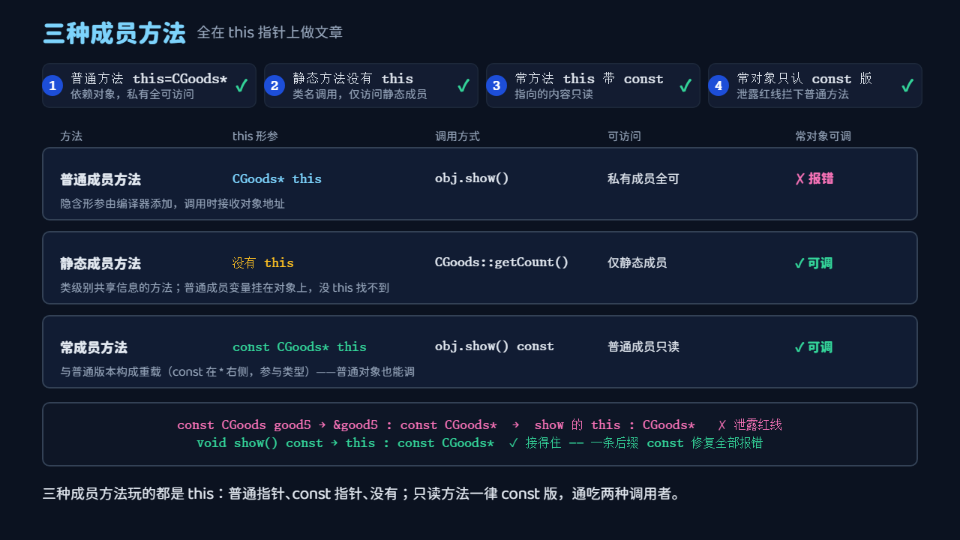 三种成员方法 全在 this 指针上做文章
1 普通方法 this=CGoods* ✓
依赖对象，私有全可访问
2 静态方法没有 this ✓
类名调用，仅访问静态成员
3 常方法 this 带 const ✓
指向的内容只读
4 常对象只认 const 版 ✓
泄露红线拦下普通方法
方法 this 形参 调用方式 可访问 常对象可调
普通成员方法 CGoods* this obj.show() 私有成员全可 ✗ 报错
隐含形参由编译器添加，调用时接收对象地址
静态成员方法 没有 this CGoods::getCount() 仅静态成员 ✓ 可调
类级别共享信息的方法；普通成员变量挂在对象上，没 this 找不到
常成员方法 const CGoods* this obj.show() const 普通成员只读 ✓ 可调
与普通版本构成重载（const 在 * 右侧，参与类型）——普通对象也能调
const CGoods good5 → &good5 : const CGoods* → show 的 this : CGoods* ✗ 泄露红线
void show() const → this : const CGoods* ✓ 接得住 —— 一条后缀 const 修复全部报错
三种成员方法玩的都是 this：普通指针、const 指针、没有；只读方法一律 const 版，通吃两种调用者。